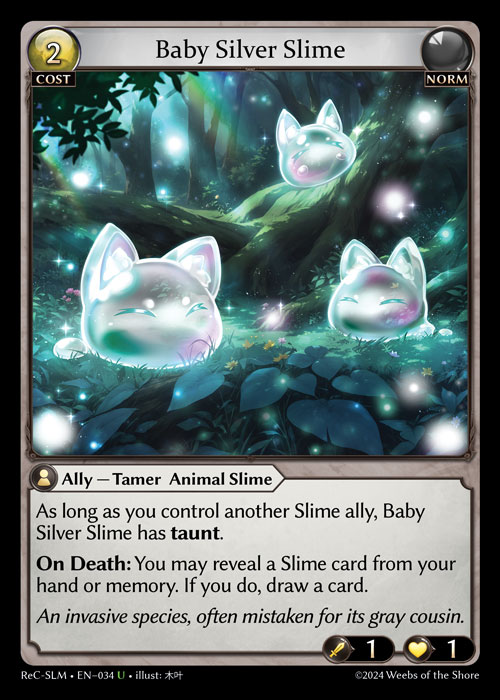 2
Baby Silver Slime
COST
NORM
Ally — Tamer Animal Slime
As long as you control another Slime ally, Baby
Silver Slime has taunt.
On Death: You may reveal a Slime card from your
hand or memory. If you do, draw a card.
An invasive species, often mistaken for its gray cousin.
1
1
ReC-SLM • EN-034 U • illust: 木叶
©2024 Weebs of the Shore